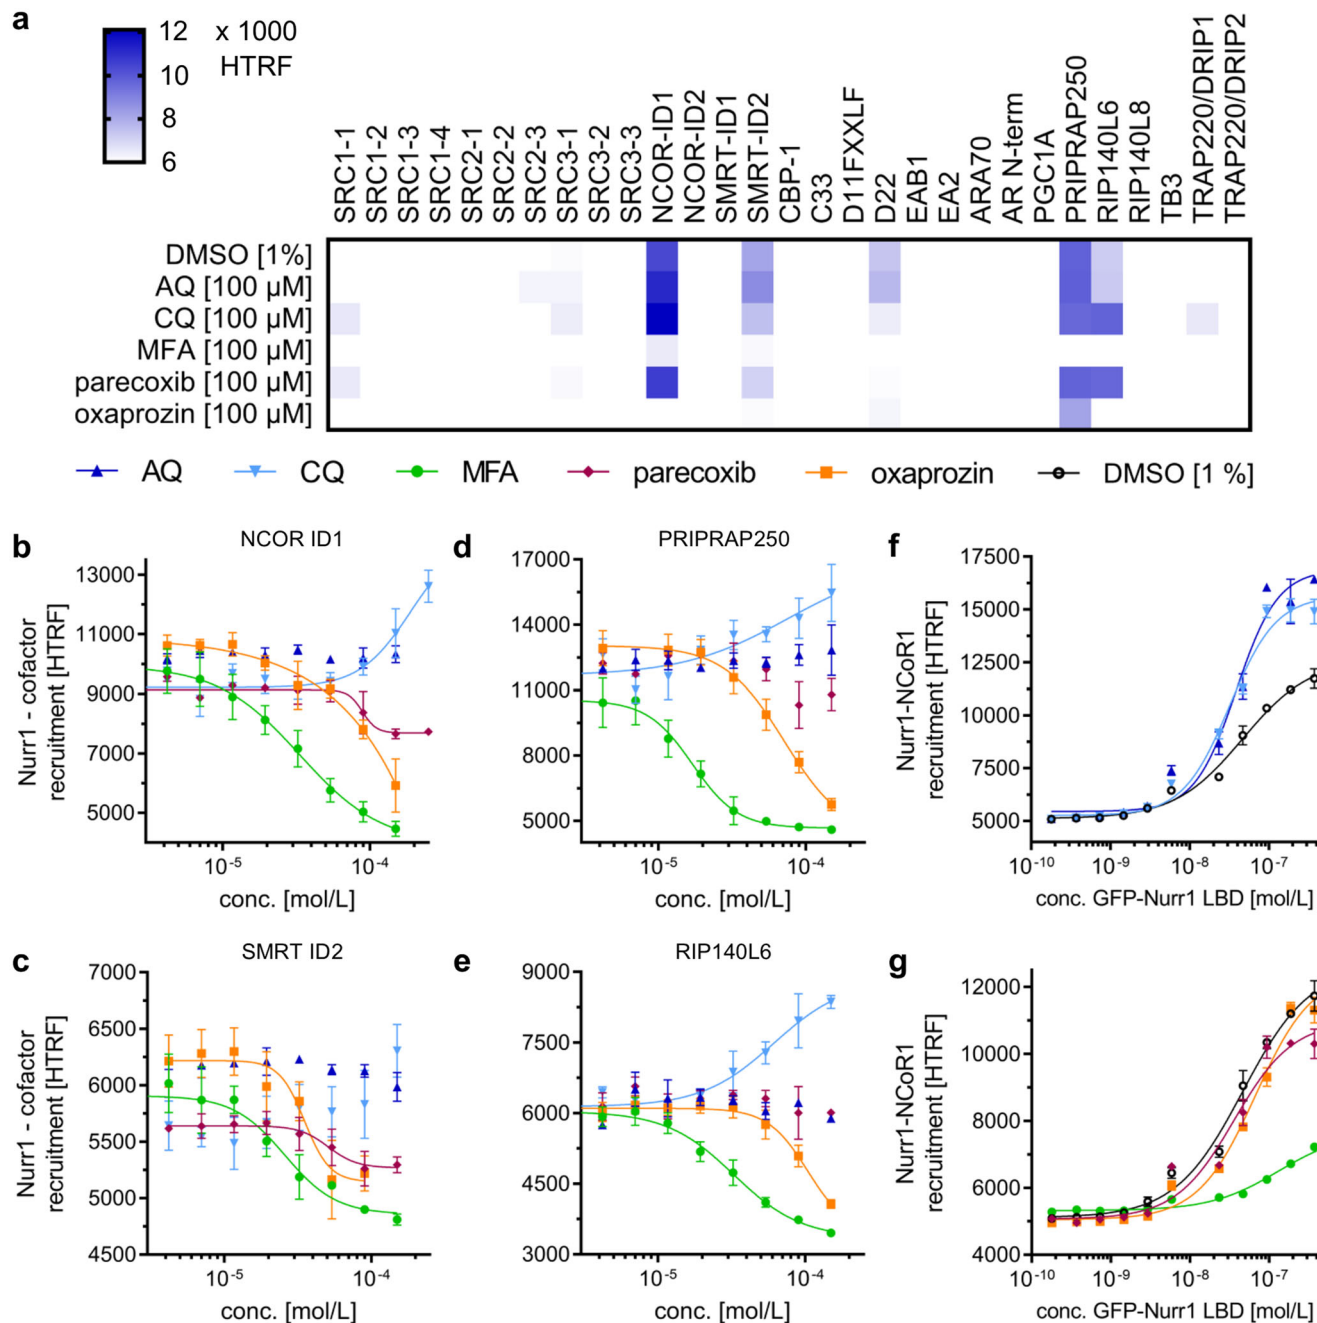 a
12 x 1000
HTRF
10
8
6
SRC1-1
SRC1-2
SRC1-3
SRC1-4
SRC2-1
SRC2-2
SRC2-3
SRC3-1
SRC3-2
SRC3-3
NCOR-ID1
NCOR-ID2
SMRT-ID1
SMRT-ID2
CBP-1
C33
D11FXXLF
D22
EAB1
EA2
ARA70
AR N-term
PGC1A
PRIPRAP250
RIP140L6
RIP140L8
TB3
TRAP220/DRIP1
TRAP220/DRIP2
DMSO [1%]
AQ [100 µM]
CQ [100 µM]
MFA [100 µM]
parecoxib [100 µM]
oxaprozin [100 µM]
AQ CQ MFA parecoxib oxaprozin DMSO [1 %]
b
NCOR ID1
Nurr1 - cofactor
recruitment [HTRF]
13000
11000
9000
7000
5000
10⁻⁵ 10⁻⁴
conc. [mol/L]
d
PRIPRAP250
17000
14000
11000
8000
5000
10⁻⁵ 10⁻⁴
conc. [mol/L]
f
Nurr1-NCoR1
recruitment [HTRF]
17500
15000
12500
10000
7500
5000
10⁻¹⁰ 10⁻⁹ 10⁻⁸ 10⁻⁷
conc. GFP-Nurr1 LBD [mol/L]
c
SMRT ID2
Nurr1 - cofactor
recruitment [HTRF]
7000
6500
6000
5500
5000
4500
10⁻⁵ 10⁻⁴
conc. [mol/L]
e
RIP140L6
9000
7500
6000
4500
3000
10⁻⁵ 10⁻⁴
conc. [mol/L]
g
Nurr1-NCoR1
recruitment [HTRF]
12000
10000
8000
6000
4000
10⁻¹⁰ 10⁻⁹ 10⁻⁸ 10⁻⁷
conc. GFP-Nurr1 LBD [mol/L]